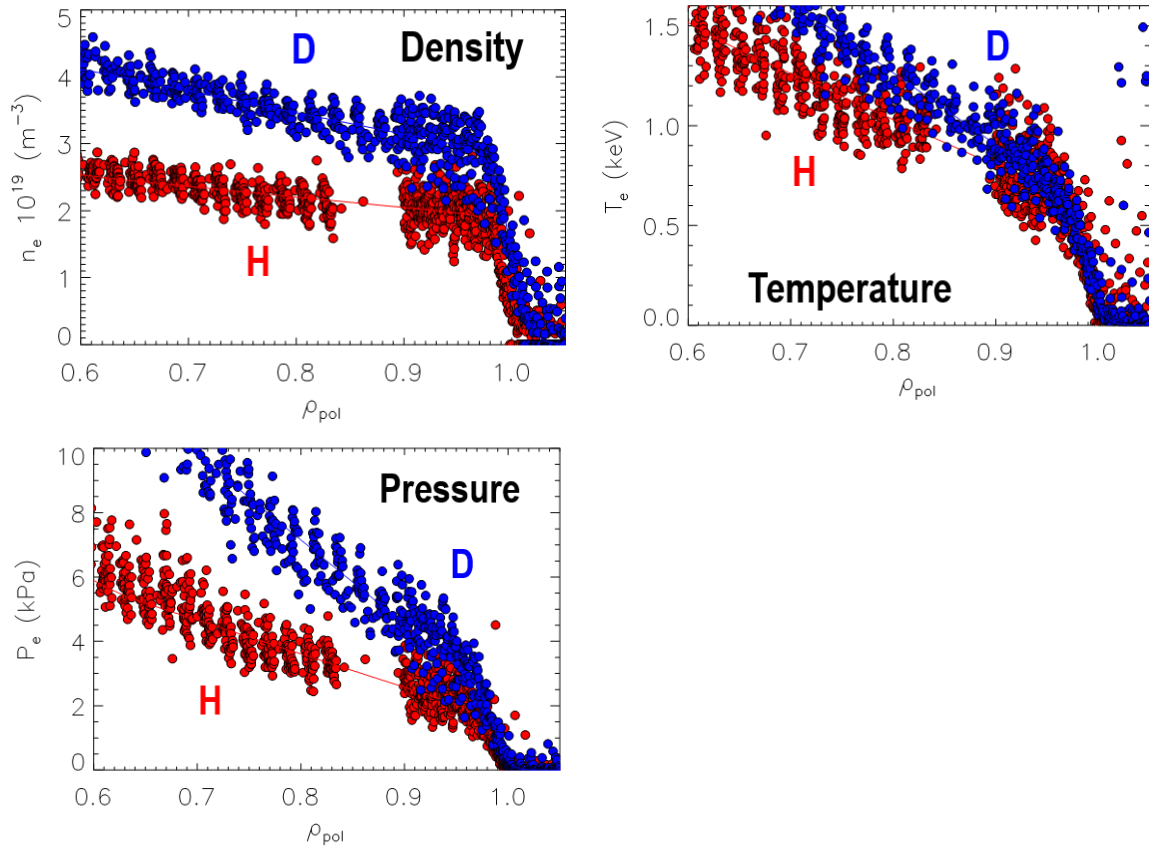 5
4
3
2
1
0
n_e 10^19 (m^−3)
D
Density
H
0.6 0.7 0.8 0.9 1.0
ρ_pol
1.5
1.0
0.5
0.0
T_e (keV)
D
H
Temperature
0.6 0.7 0.8 0.9 1.0
ρ_pol
10
8
6
4
2
0
P_e (kPa)
Pressure
D
H
0.6 0.7 0.8 0.9 1.0
ρ_pol